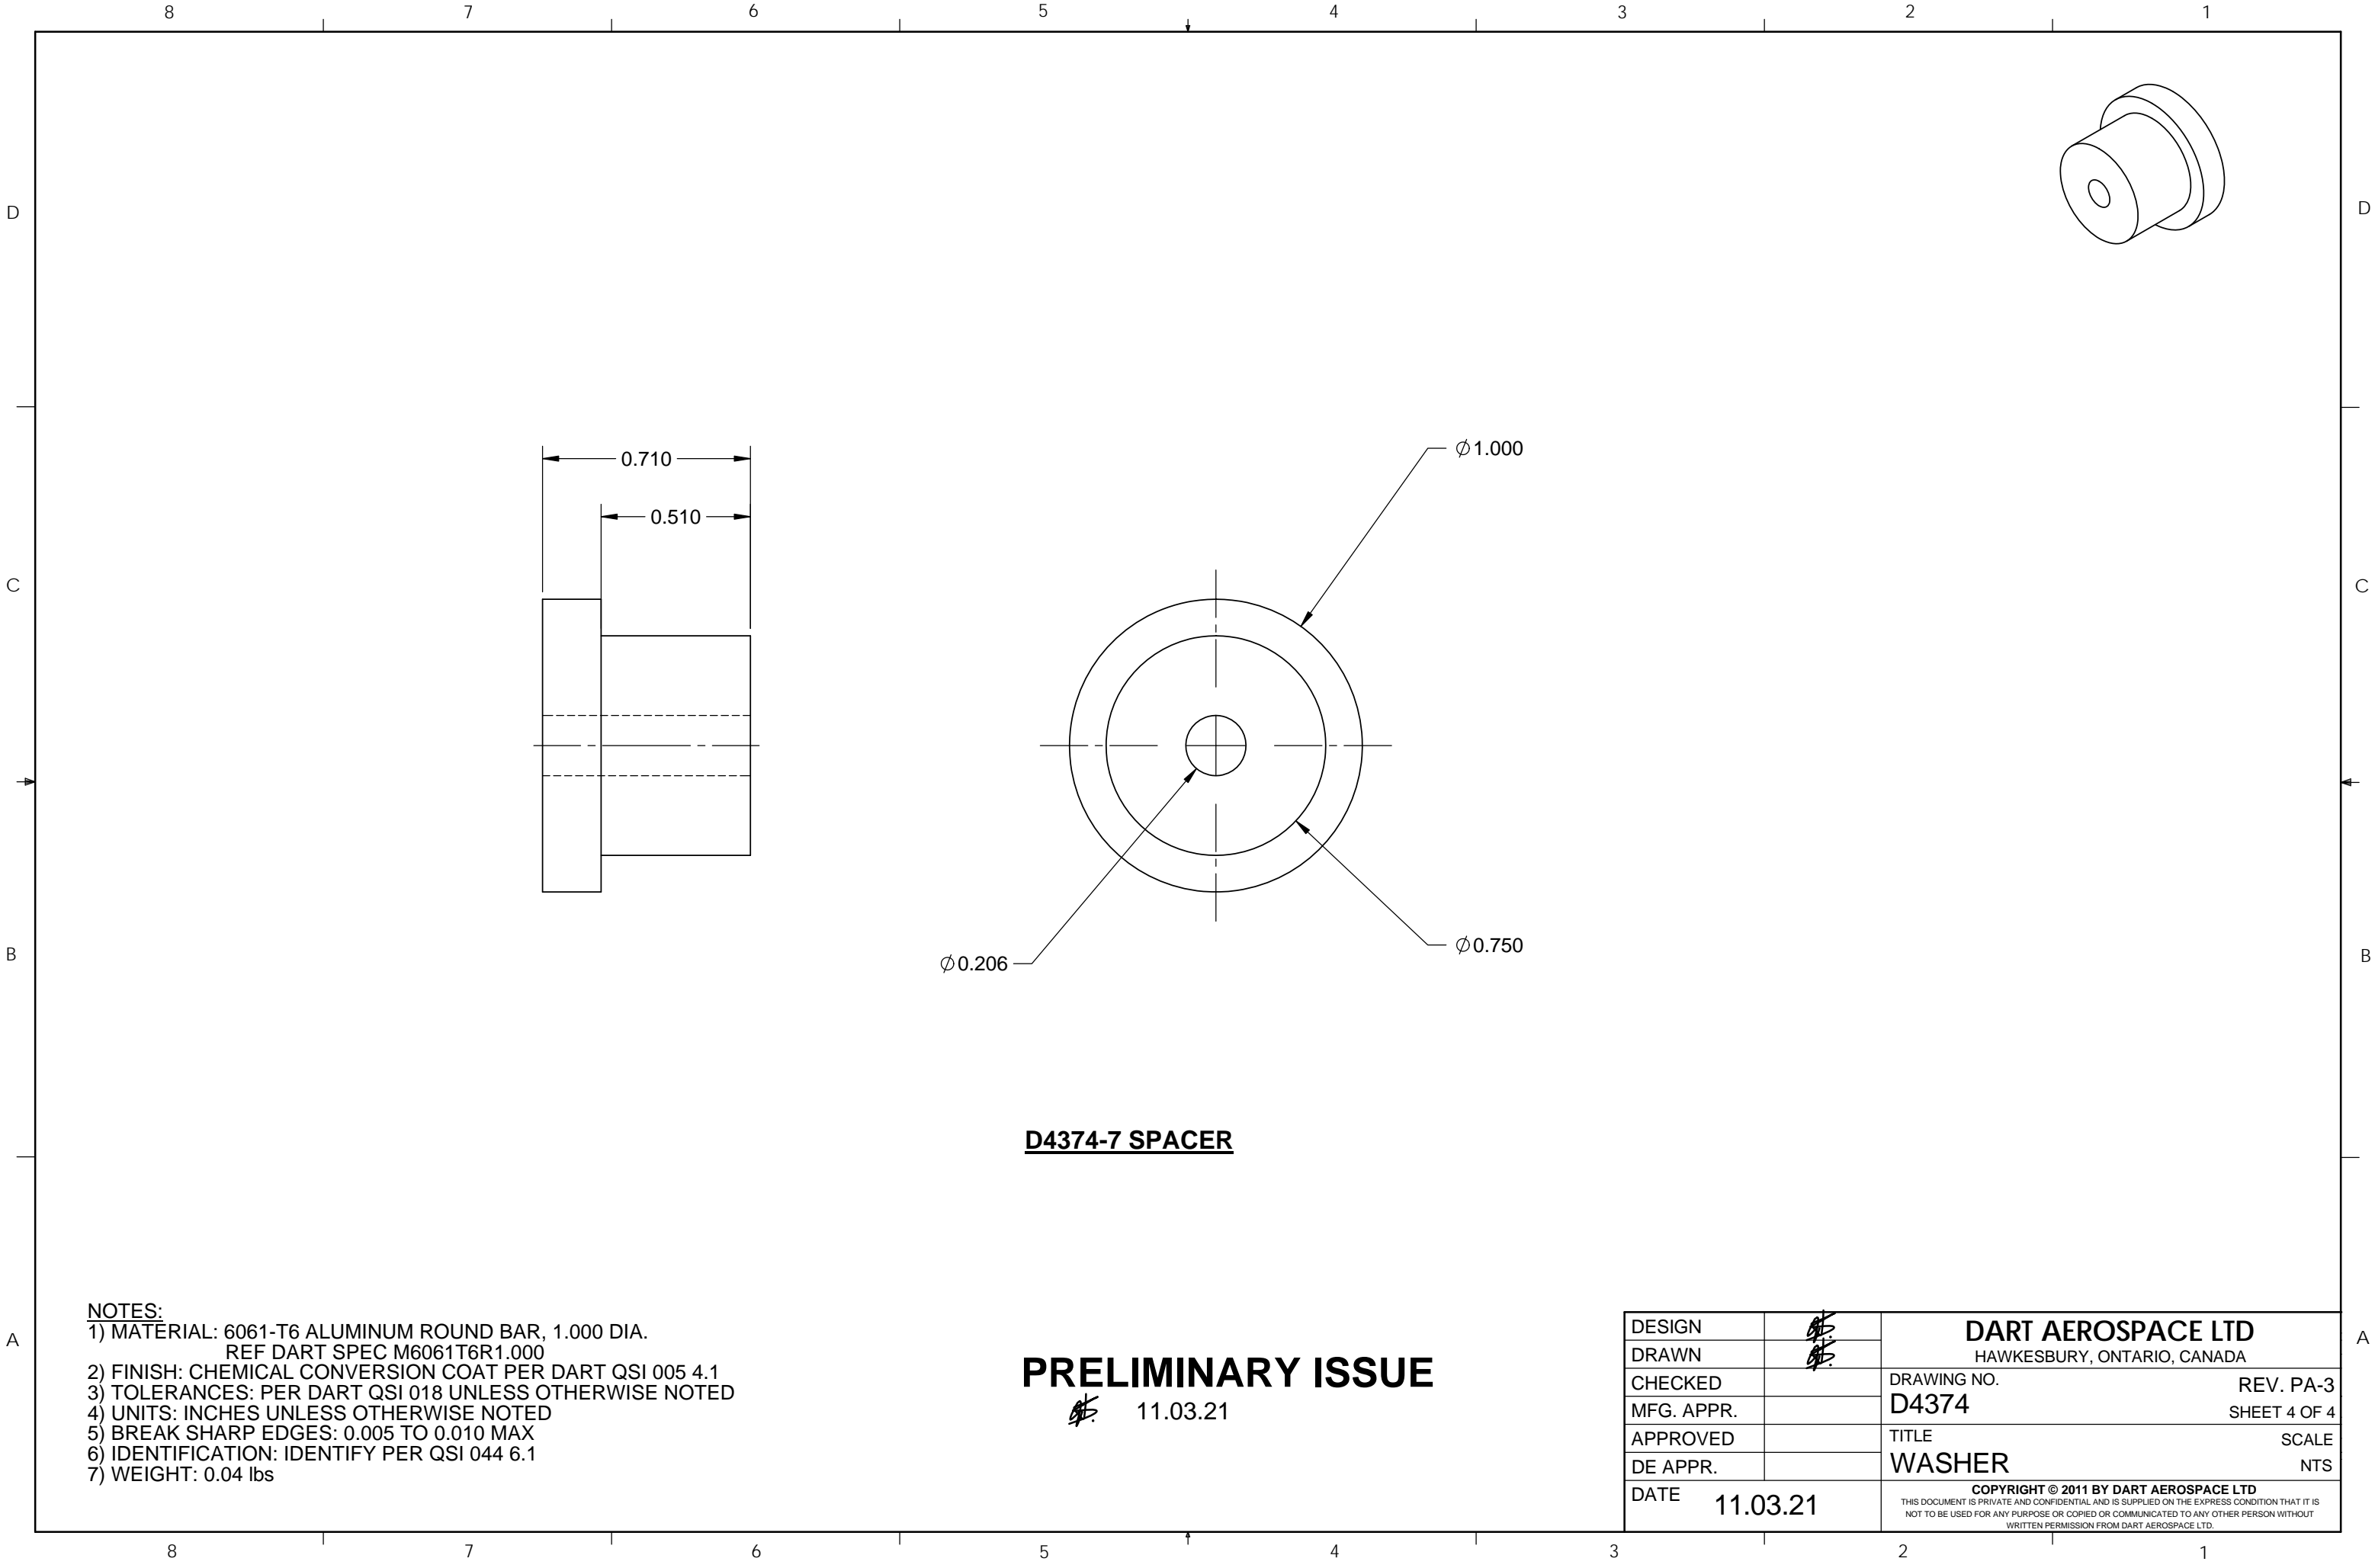 8 7 6 5 4 3 2 1
D D
0.710
⌀1.000
0.510
C C
B B
⌀0.206
⌀0.750
D4374-7 SPACER
NOTES:
1) MATERIAL: 6061-T6 ALUMINUM ROUND BAR, 1.000 DIA.
REF DART SPEC M6061T6R1.000
2) FINISH: CHEMICAL CONVERSION COAT PER DART QSI 005 4.1
3) TOLERANCES: PER DART QSI 018 UNLESS OTHERWISE NOTED
4) UNITS: INCHES UNLESS OTHERWISE NOTED
5) BREAK SHARP EDGES: 0.005 TO 0.010 MAX
6) IDENTIFICATION: IDENTIFY PER QSI 044 6.1
7) WEIGHT: 0.04 lbs
A A
PRELIMINARY ISSUE
11.03.21
DESIGN
DRAWN
CHECKED
MFG. APPR.
APPROVED
DE APPR.
DATE 11.03.21
DART AEROSPACE LTD
HAWKESBURY, ONTARIO, CANADA
DRAWING NO. REV. PA-3
D4374 SHEET 4 OF 4
TITLE SCALE
WASHER NTS
COPYRIGHT © 2011 BY DART AEROSPACE LTD
THIS DOCUMENT IS PRIVATE AND CONFIDENTIAL AND IS SUPPLIED ON THE EXPRESS CONDITION THAT IT IS
NOT TO BE USED FOR ANY PURPOSE OR COPIED OR COMMUNICATED TO ANY OTHER PERSON WITHOUT
WRITTEN PERMISSION FROM DART AEROSPACE LTD.
8 7 6 5 4 3 2 1